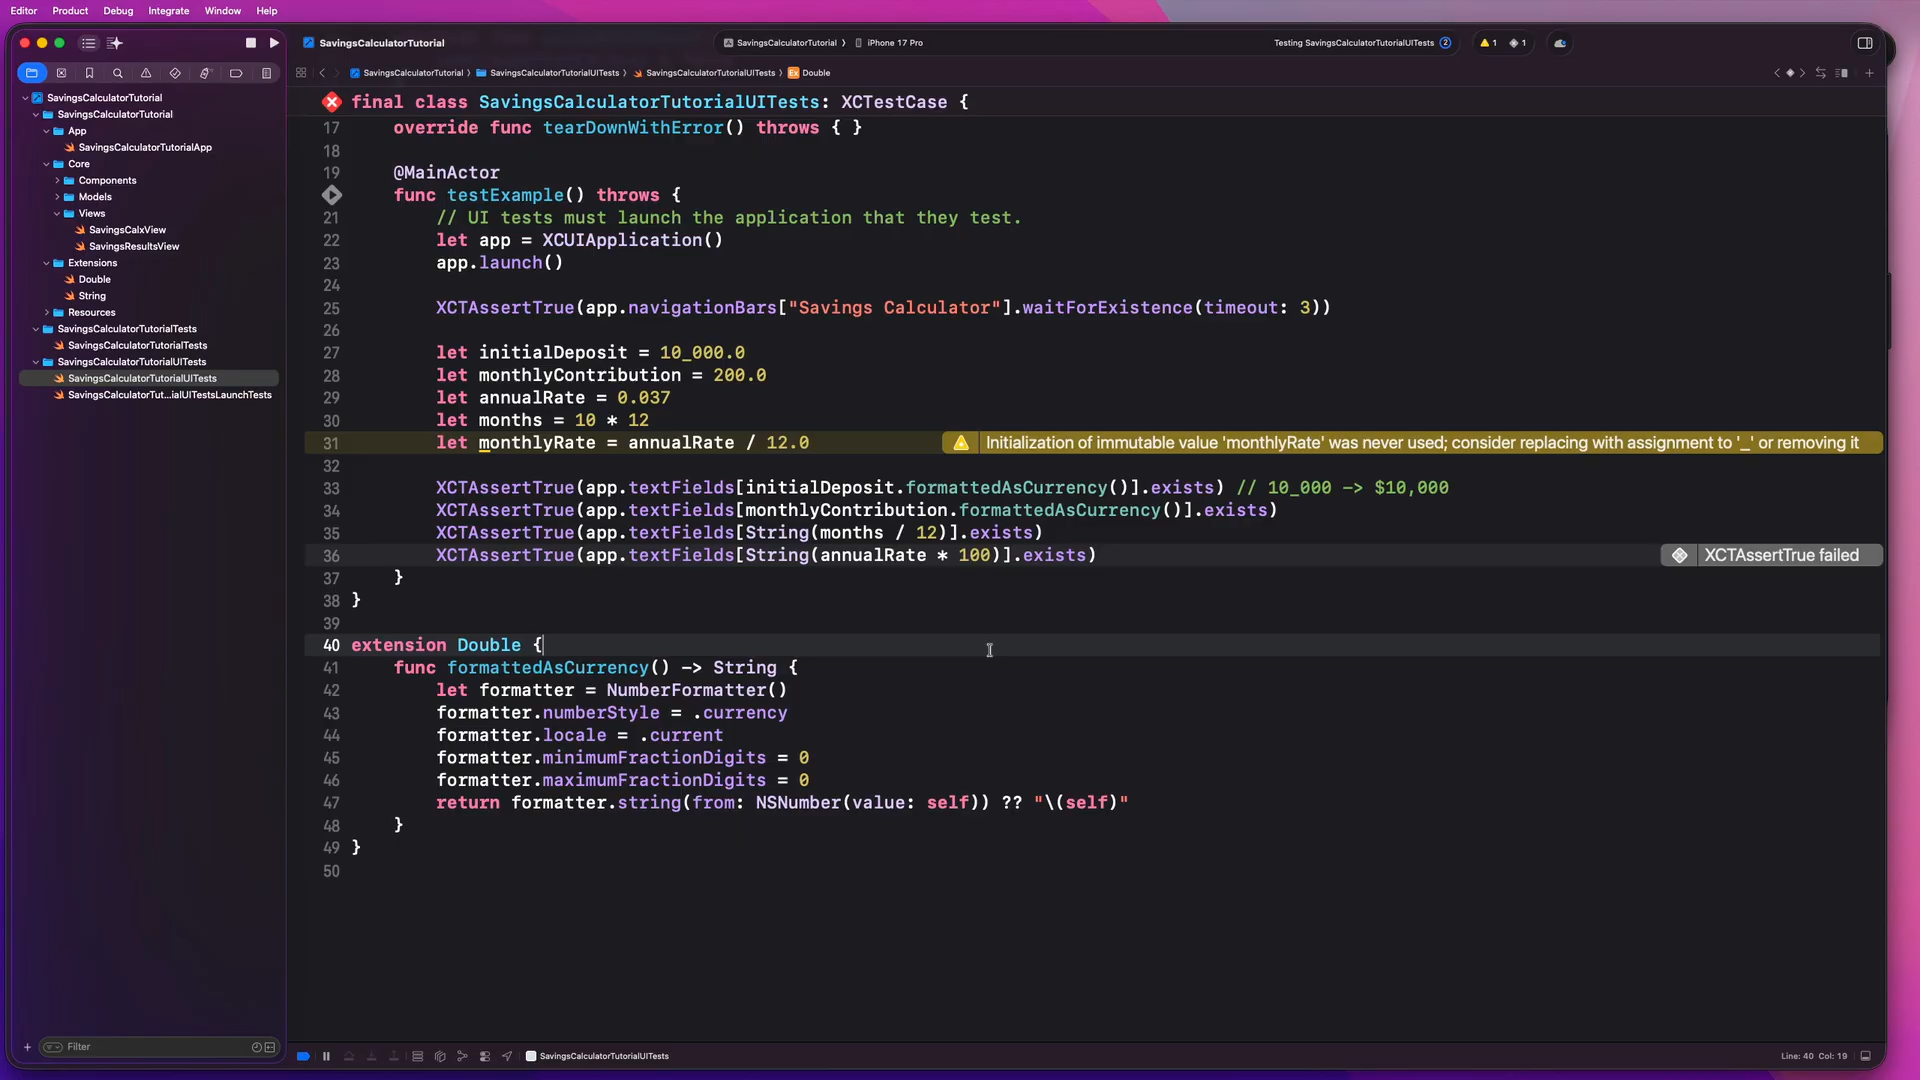 Editor Product Debug Integrate Window Help
SavingsCalculatorTutorial
SavingsCalculatorTutorial
iPhone 17 Pro
Testing SavingsCalculatorTutorialUITests 2
1
1
SavingsCalculatorTutorial
SavingsCalculatorTutorialUITests
SavingsCalculatorTutorialUITests
Ex Double
SavingsCalculatorTutorial
SavingsCalculatorTutorial
App
SavingsCalculatorTutorialApp
Core
Components
Models
Views
SavingsCalxView
SavingsResultsView
Extensions
Double
String
Resources
SavingsCalculatorTutorialTests
SavingsCalculatorTutorialTests
SavingsCalculatorTutorialUITests
SavingsCalculatorTutorialUITests
SavingsCalculatorTut...ialUITestsLaunchTests
Filter
final class SavingsCalculatorTutorialUITests: XCTestCase {
17 override func tearDownWithError() throws { }
18
19 @MainActor
func testExample() throws {
21 // UI tests must launch the application that they test.
22 let app = XCUIApplication()
23 app.launch()
24
25 XCTAssertTrue(app.navigationBars["Savings Calculator"].waitForExistence(timeout: 3))
26
27 let initialDeposit = 10_000.0
28 let monthlyContribution = 200.0
29 let annualRate = 0.037
30 let months = 10 * 12
31 let monthlyRate = annualRate / 12.0 Initialization of immutable value 'monthlyRate' was never used; consider replacing with assignment to '_' or removing it
32
33 XCTAssertTrue(app.textFields[initialDeposit.formattedAsCurrency()].exists) // 10_000 -> $10,000
34 XCTAssertTrue(app.textFields[monthlyContribution.formattedAsCurrency()].exists)
35 XCTAssertTrue(app.textFields[String(months / 12)].exists)
36 XCTAssertTrue(app.textFields[String(annualRate * 100)].exists) XCTAssertTrue failed
37 }
38 }
39
40 extension Double {
41 func formattedAsCurrency() -> String {
42 let formatter = NumberFormatter()
43 formatter.numberStyle = .currency
44 formatter.locale = .current
45 formatter.minimumFractionDigits = 0
46 formatter.maximumFractionDigits = 0
47 return formatter.string(from: NSNumber(value: self)) ?? "\(self)"
48 }
49 }
50
SavingsCalculatorTutorialUITests
Line: 40 Col: 19